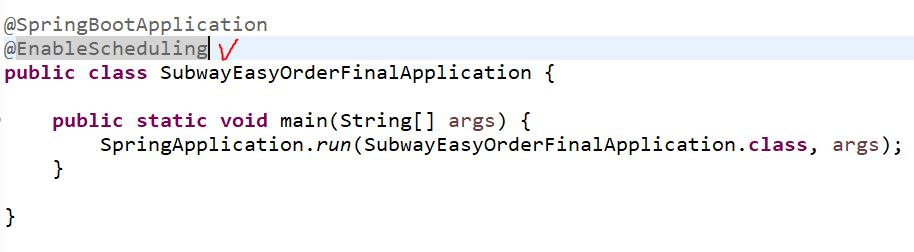 @SpringBootApplication
@EnableScheduling
public class SubwayEasyOrderFinalApplication {
public static void main(String[] args) {
SpringApplication.run(SubwayEasyOrderFinalApplication.class, args);
}
}